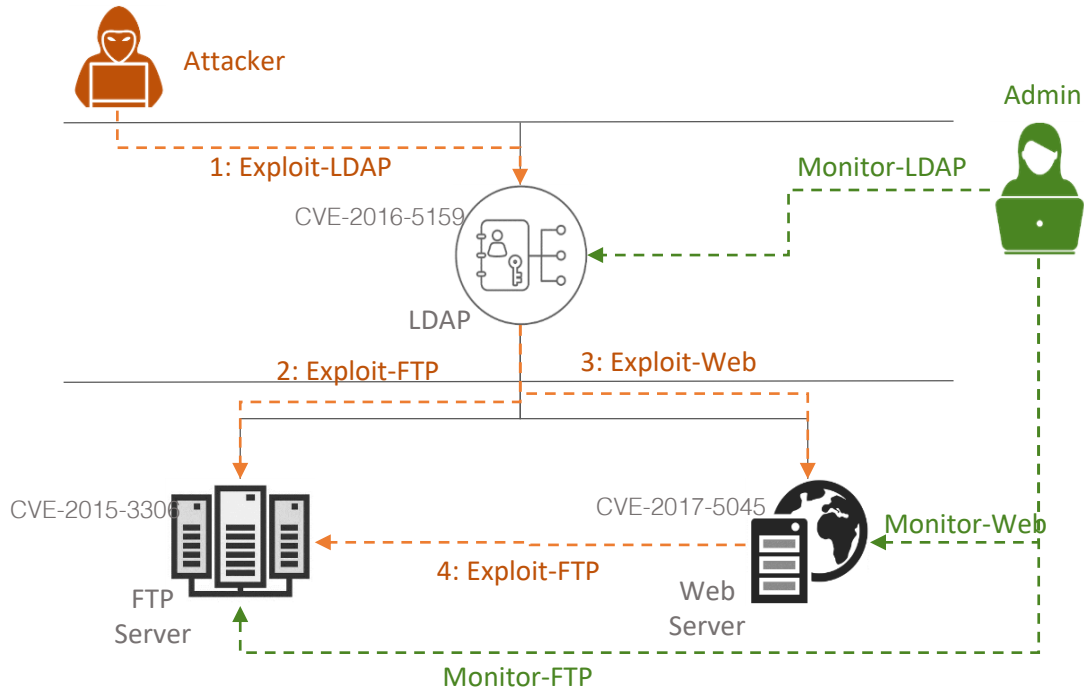 Attacker
Admin
1: Exploit-LDAP
Monitor-LDAP
CVE-2016-5159
LDAP
2: Exploit-FTP
3: Exploit-Web
CVE-2015-3306
CVE-2017-5045
Monitor-Web
4: Exploit-FTP
FTP
Server
Web
Server
Monitor-FTP